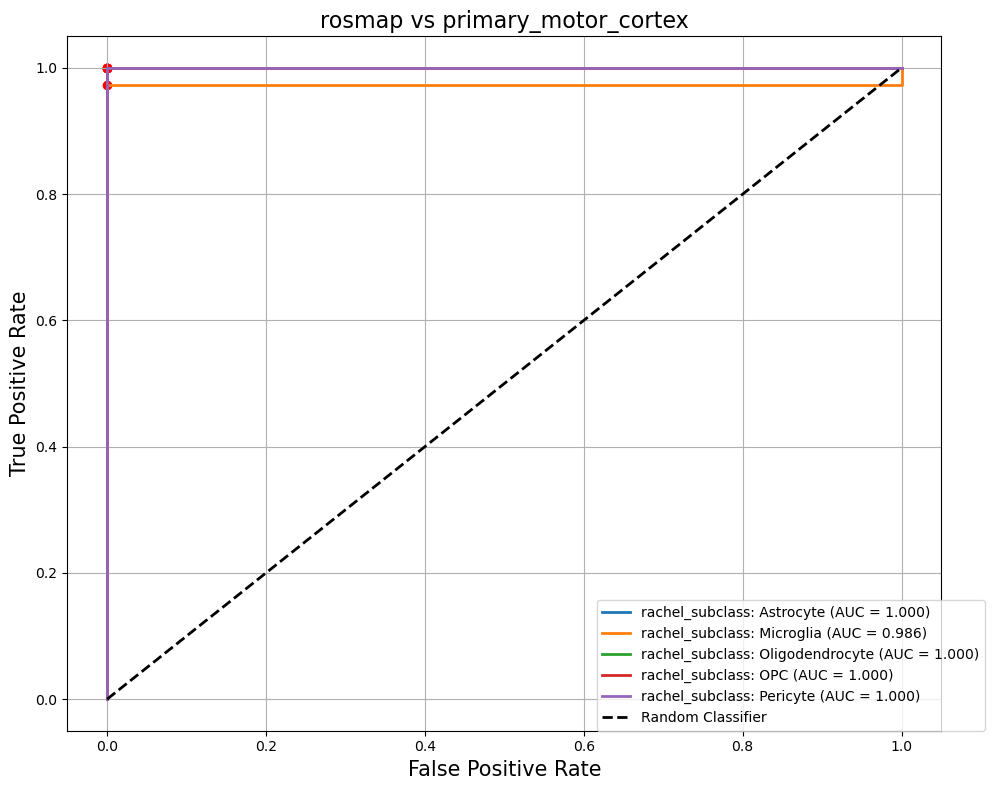 rosmap vs primary_motor_cortex
True Positive Rate
1.0
0.8
0.6
0.4
0.2
0.0
rachel_subclass: Astrocyte (AUC = 1.000)
rachel_subclass: Microglia (AUC = 0.986)
rachel_subclass: Oligodendrocyte (AUC = 1.000)
rachel_subclass: OPC (AUC = 1.000)
rachel_subclass: Pericyte (AUC = 1.000)
Random Classifier
0.0 0.2 0.4 0.6 0.8 1.0
False Positive Rate